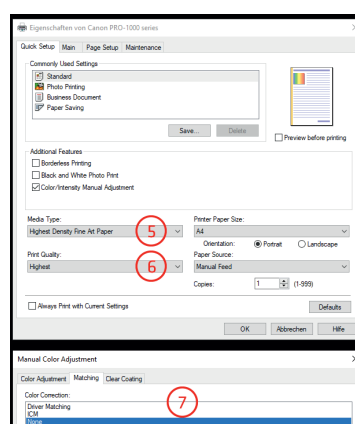 Eigenschaften von Canon PRO-1000 series
Quick Setup Main Page Setup Maintenance
Commonly Used Settings
Standard
Photo Printing
Business Document
Paper Saving
Save... Delete
Preview before printing
Additional Features
Borderless Printing
Black and White Photo Print
Color/Intensity Manual Adjustment
Media Type: Printer Paper Size:
Highest Density Fine Art Paper 5 A4
Orientation: Portrait Landscape
Print Quality: Paper Source:
Highest 6 Manual Feed
Copies: 1 (1-999)
Always Print with Current Settings Defaults
OK Abbrechen Hilfe
Manual Color Adjustment
Color Adjustment Matching Clear Coating
Color Correction: 7
Driver Matching
ICM
None